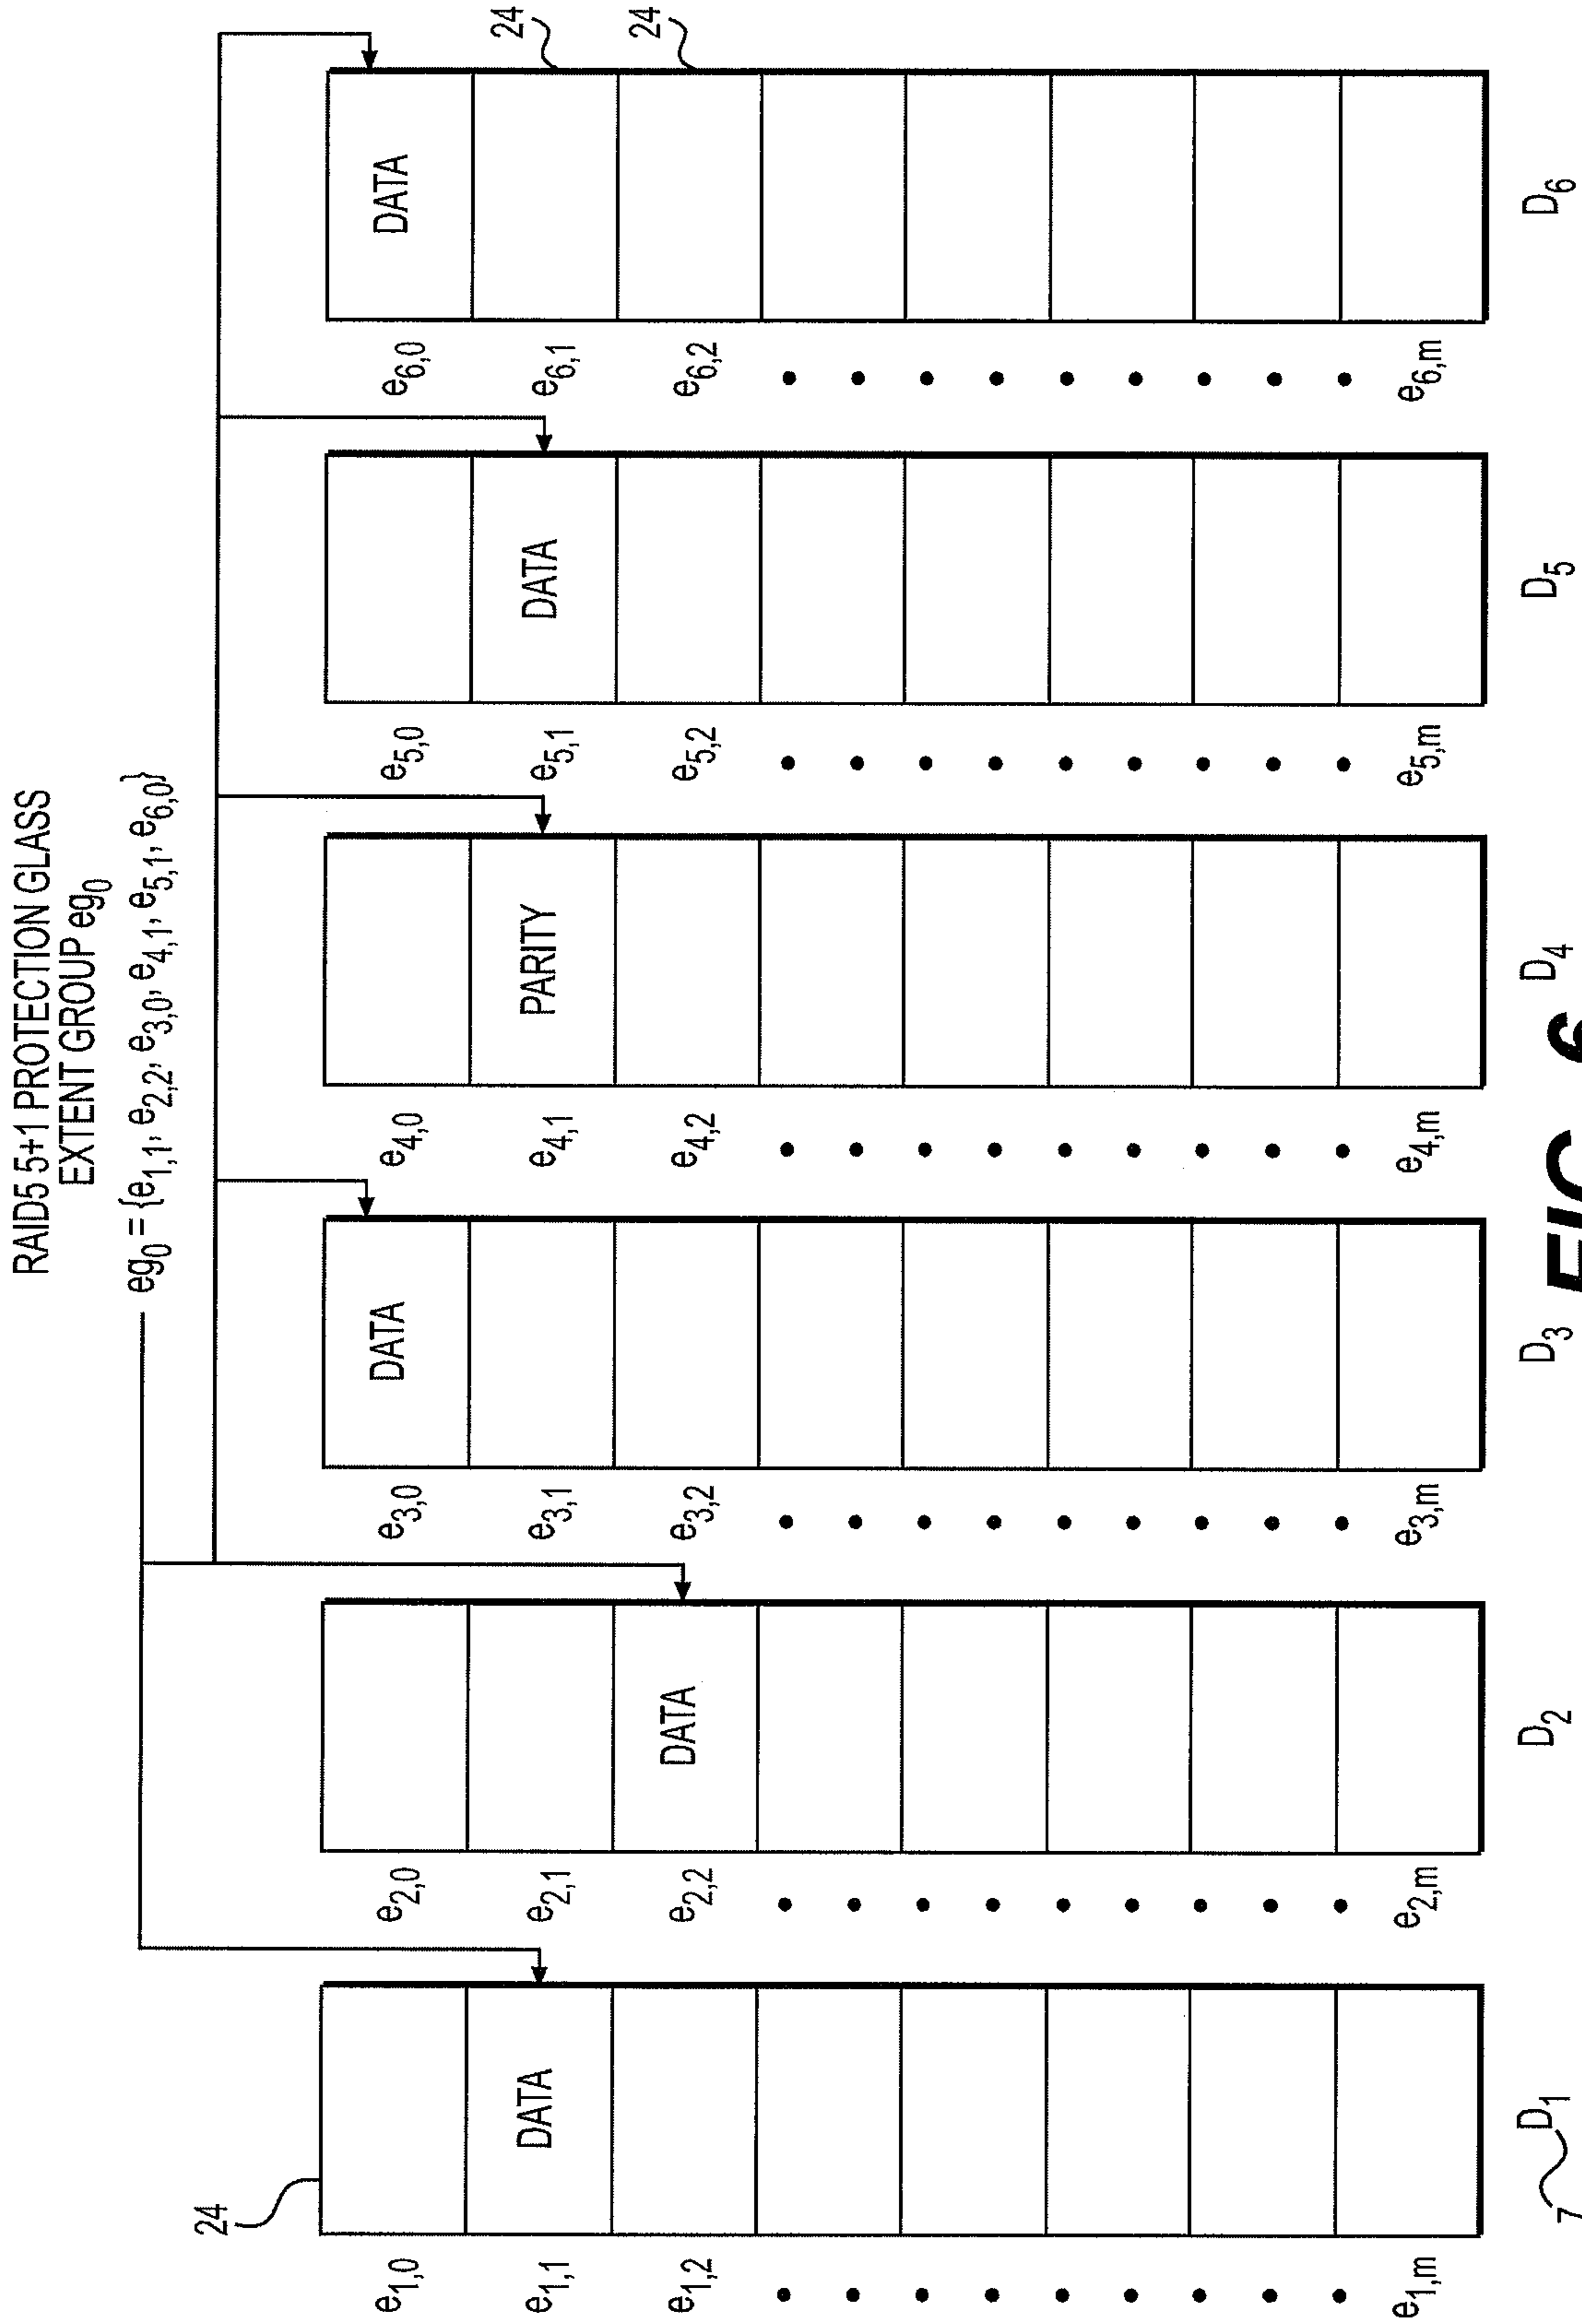 RAID5 5+1 PROTECTION GLASS
EXTENT GROUP eg₀
eg₀ = {e₁,₁, e₂,₂, e₃,₀, e₄,₁, e₅,₁, e₆,₀}
24 24 24
e₁,₀ e₂,₀ e₃,₀ DATA e₄,₀ e₅,₀ e₆,₀ DATA
e₁,₁ DATA e₂,₁ e₃,₁ e₄,₁ PARITY e₅,₁ DATA e₆,₁
e₁,₂ e₂,₂ DATA e₃,₂ e₄,₂ e₅,₂ e₆,₂
e₁,m e₂,m e₃,m e₄,m e₅,m e₆,m
7 D₁ D₂ D₃ D₄ D₅ D₆